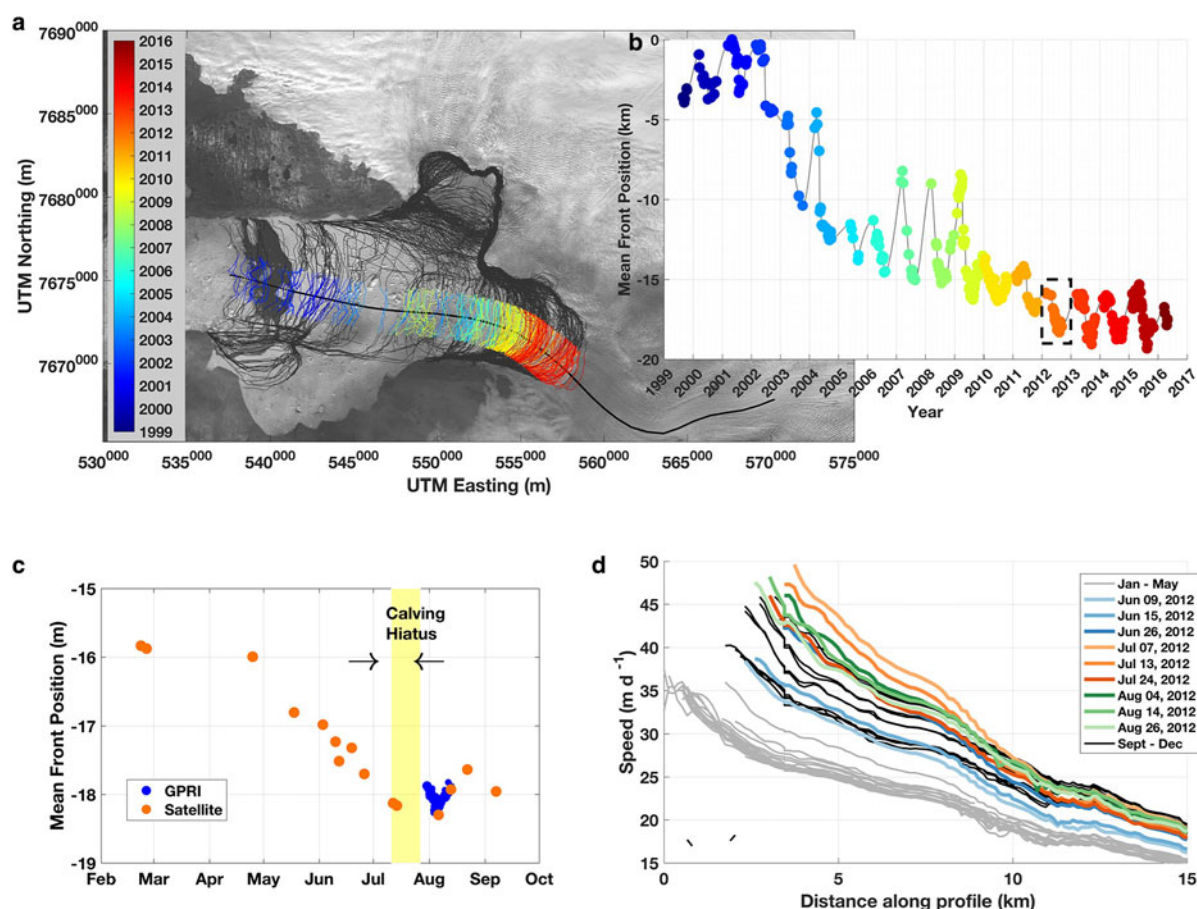 a
7690000
7685000
7680000
7675000
7670000
UTM Northing (m)
2016
2015
2014
2013
2012
2011
2010
2009
2008
2007
2006
2005
2004
2003
2002
2001
2000
1999
530000
535000
540000
545000
550000
555000
560000
565000
570000
575000
UTM Easting (m)
b
0
-5
-10
-15
-20
Mean Front Position (km)
1999
2000
2001
2002
2003
2004
2005
2006
2007
2008
2009
2010
2011
2012
2013
2014
2015
2016
2017
Year
c
-15
-16
-17
-18
-19
Mean Front Position (m)
Calving
Hiatus
GPRI
Satellite
Feb Mar Apr May Jun Jul Aug Sep Oct
d
50
45
40
35
30
25
20
15
Speed (m d-1)
Jan - May
Jun 09, 2012
Jun 15, 2012
Jun 26, 2012
Jul 07, 2012
Jul 13, 2012
Jul 24, 2012
Aug 04, 2012
Aug 14, 2012
Aug 26, 2012
Sept - Dec
0 5 10 15
Distance along profile (km)